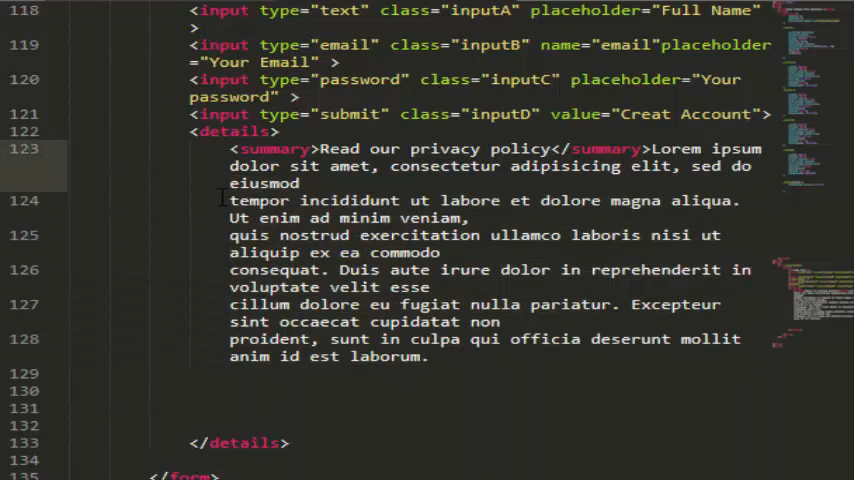 118 <input type="text" class="inputA" placeholder="Full Name"
>
119 <input type="email" class="inputB" name="email"placeholder
="Your Email" >
120 <input type="password" class="inputC" placeholder="Your
password" >
121 <input type="submit" class="inputD" value="Creat Account">
122 <details>
123 <summary>Read our privacy policy</summary>Lorem ipsum
dolor sit amet, consectetur adipisicing elit, sed do
eiusmod
124 tempor incididunt ut labore et dolore magna aliqua.
Ut enim ad minim veniam,
125 quis nostrud exercitation ullamco laboris nisi ut
aliquip ex ea commodo
126 consequat. Duis aute irure dolor in reprehenderit in
voluptate velit esse
127 cillum dolore eu fugiat nulla pariatur. Excepteur
sint occaecat cupidatat non
128 proident, sunt in culpa qui officia deserunt mollit
anim id est laborum.
129
130
131
132
133 </details>
134
135 </form>